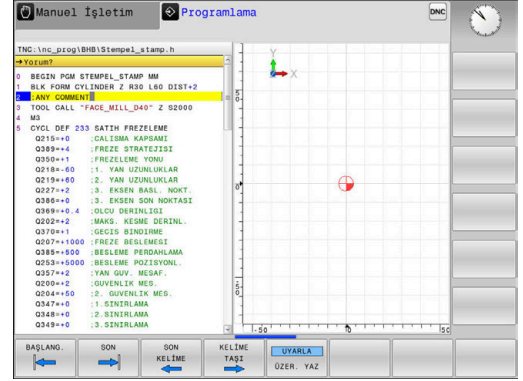 Manuel İşletim
Programlama
DNC
TNC:\nc_prog\BHB\Stempel_stamp.h
→Yorum?
0 BEGIN PGM STEMPEL_STAMP MM
1 BLK FORM CYLINDER Z R30 L60 DIST+2
2 ;ANY COMMENT
3 TOOL CALL "FACE_MILL_D40" Z S2000
4 M3
5 CYCL DEF 233 SATIH FREZELEME
Q215=+0 ;CALISMA KAPSAMI
Q389=+4 ;FREZE STRATEJISI
Q350=+1 ;FREZELEME YONU
Q218=-60 ;1. YAN UZUNLUKLAR
Q219=+60 ;2. YAN UZUNLUKLAR
Q227=+2 ;3. EKSEN BASL. NOKT.
Q386=+0 ;3. EKSEN SON NOKTASI
Q369=+0.4 ;OLCU DERINLIGI
Q202=+2 ;MAKS. KESME DERINL.
Q370=+1 ;GECIS BINDIRME
Q207=+1000 ;FREZE BESLEMESI
Q385=+500 ;BESLEME PERDAHLAMA
Q253=+5000 ;BESLEME POZISYONL.
Q357=+2 ;YAN GUV. MESAF.
Q200=+2 ;GUVENLIK MES.
Q204=+50 ;2. GUVENLIK MES.
Q347=+0 ;1.SINIRLAMA
Q348=+0 ;2.SINIRLAMA
Q349=+0 ;3.SINIRLAMA
Y
X
50
0
-50
-50
0
50
BAŞLANG.
SON
SON
KELİME
KELİME
TAŞI
UYARLA
ÜZER. YAZ